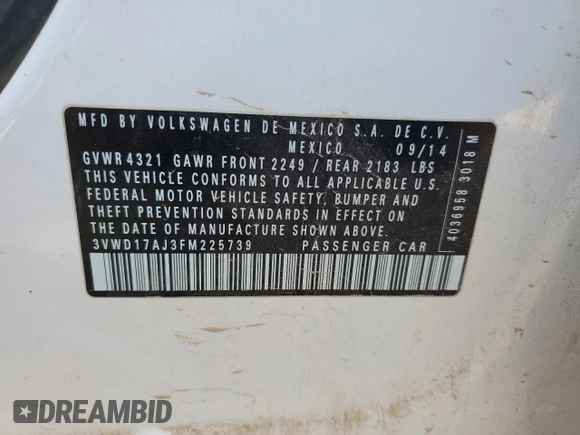 MFD BY VOLKSWAGEN DE MEXICO S.A. DE C.V.
MEXICO 09/14
GVWR 4321 GAWR FRONT 2249 / REAR 2183 LBS
THIS VEHICLE CONFORMS TO ALL APPLICABLE U.S.
FEDERAL MOTOR VEHICLE SAFETY, BUMPER AND
THEFT PREVENTION STANDARDS IN EFFECT ON
THE DATE OF MANUFACTURE SHOWN ABOVE.
3VWD17AJ3FM225739 PASSENGER CAR
4036958 3018 M
DREAMBID